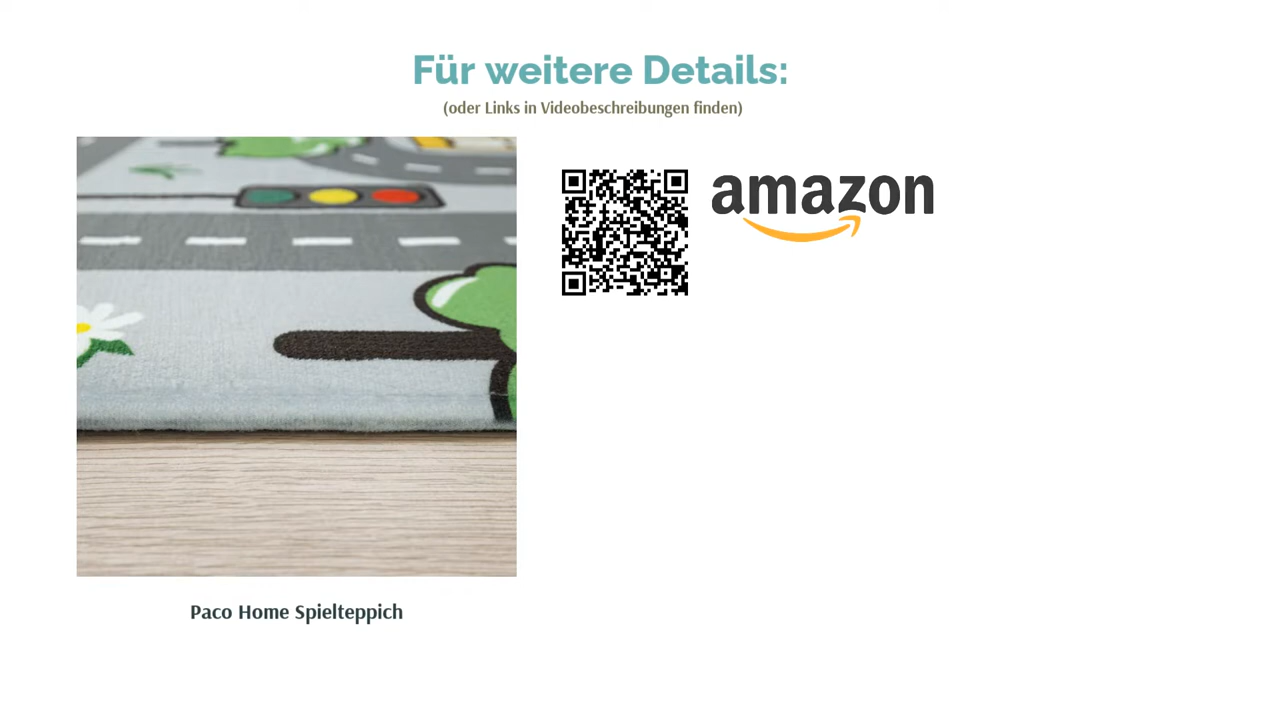 Für weitere Details:
(oder Links in Videobeschreibungen finden)
amazon
Paco Home Spielteppich